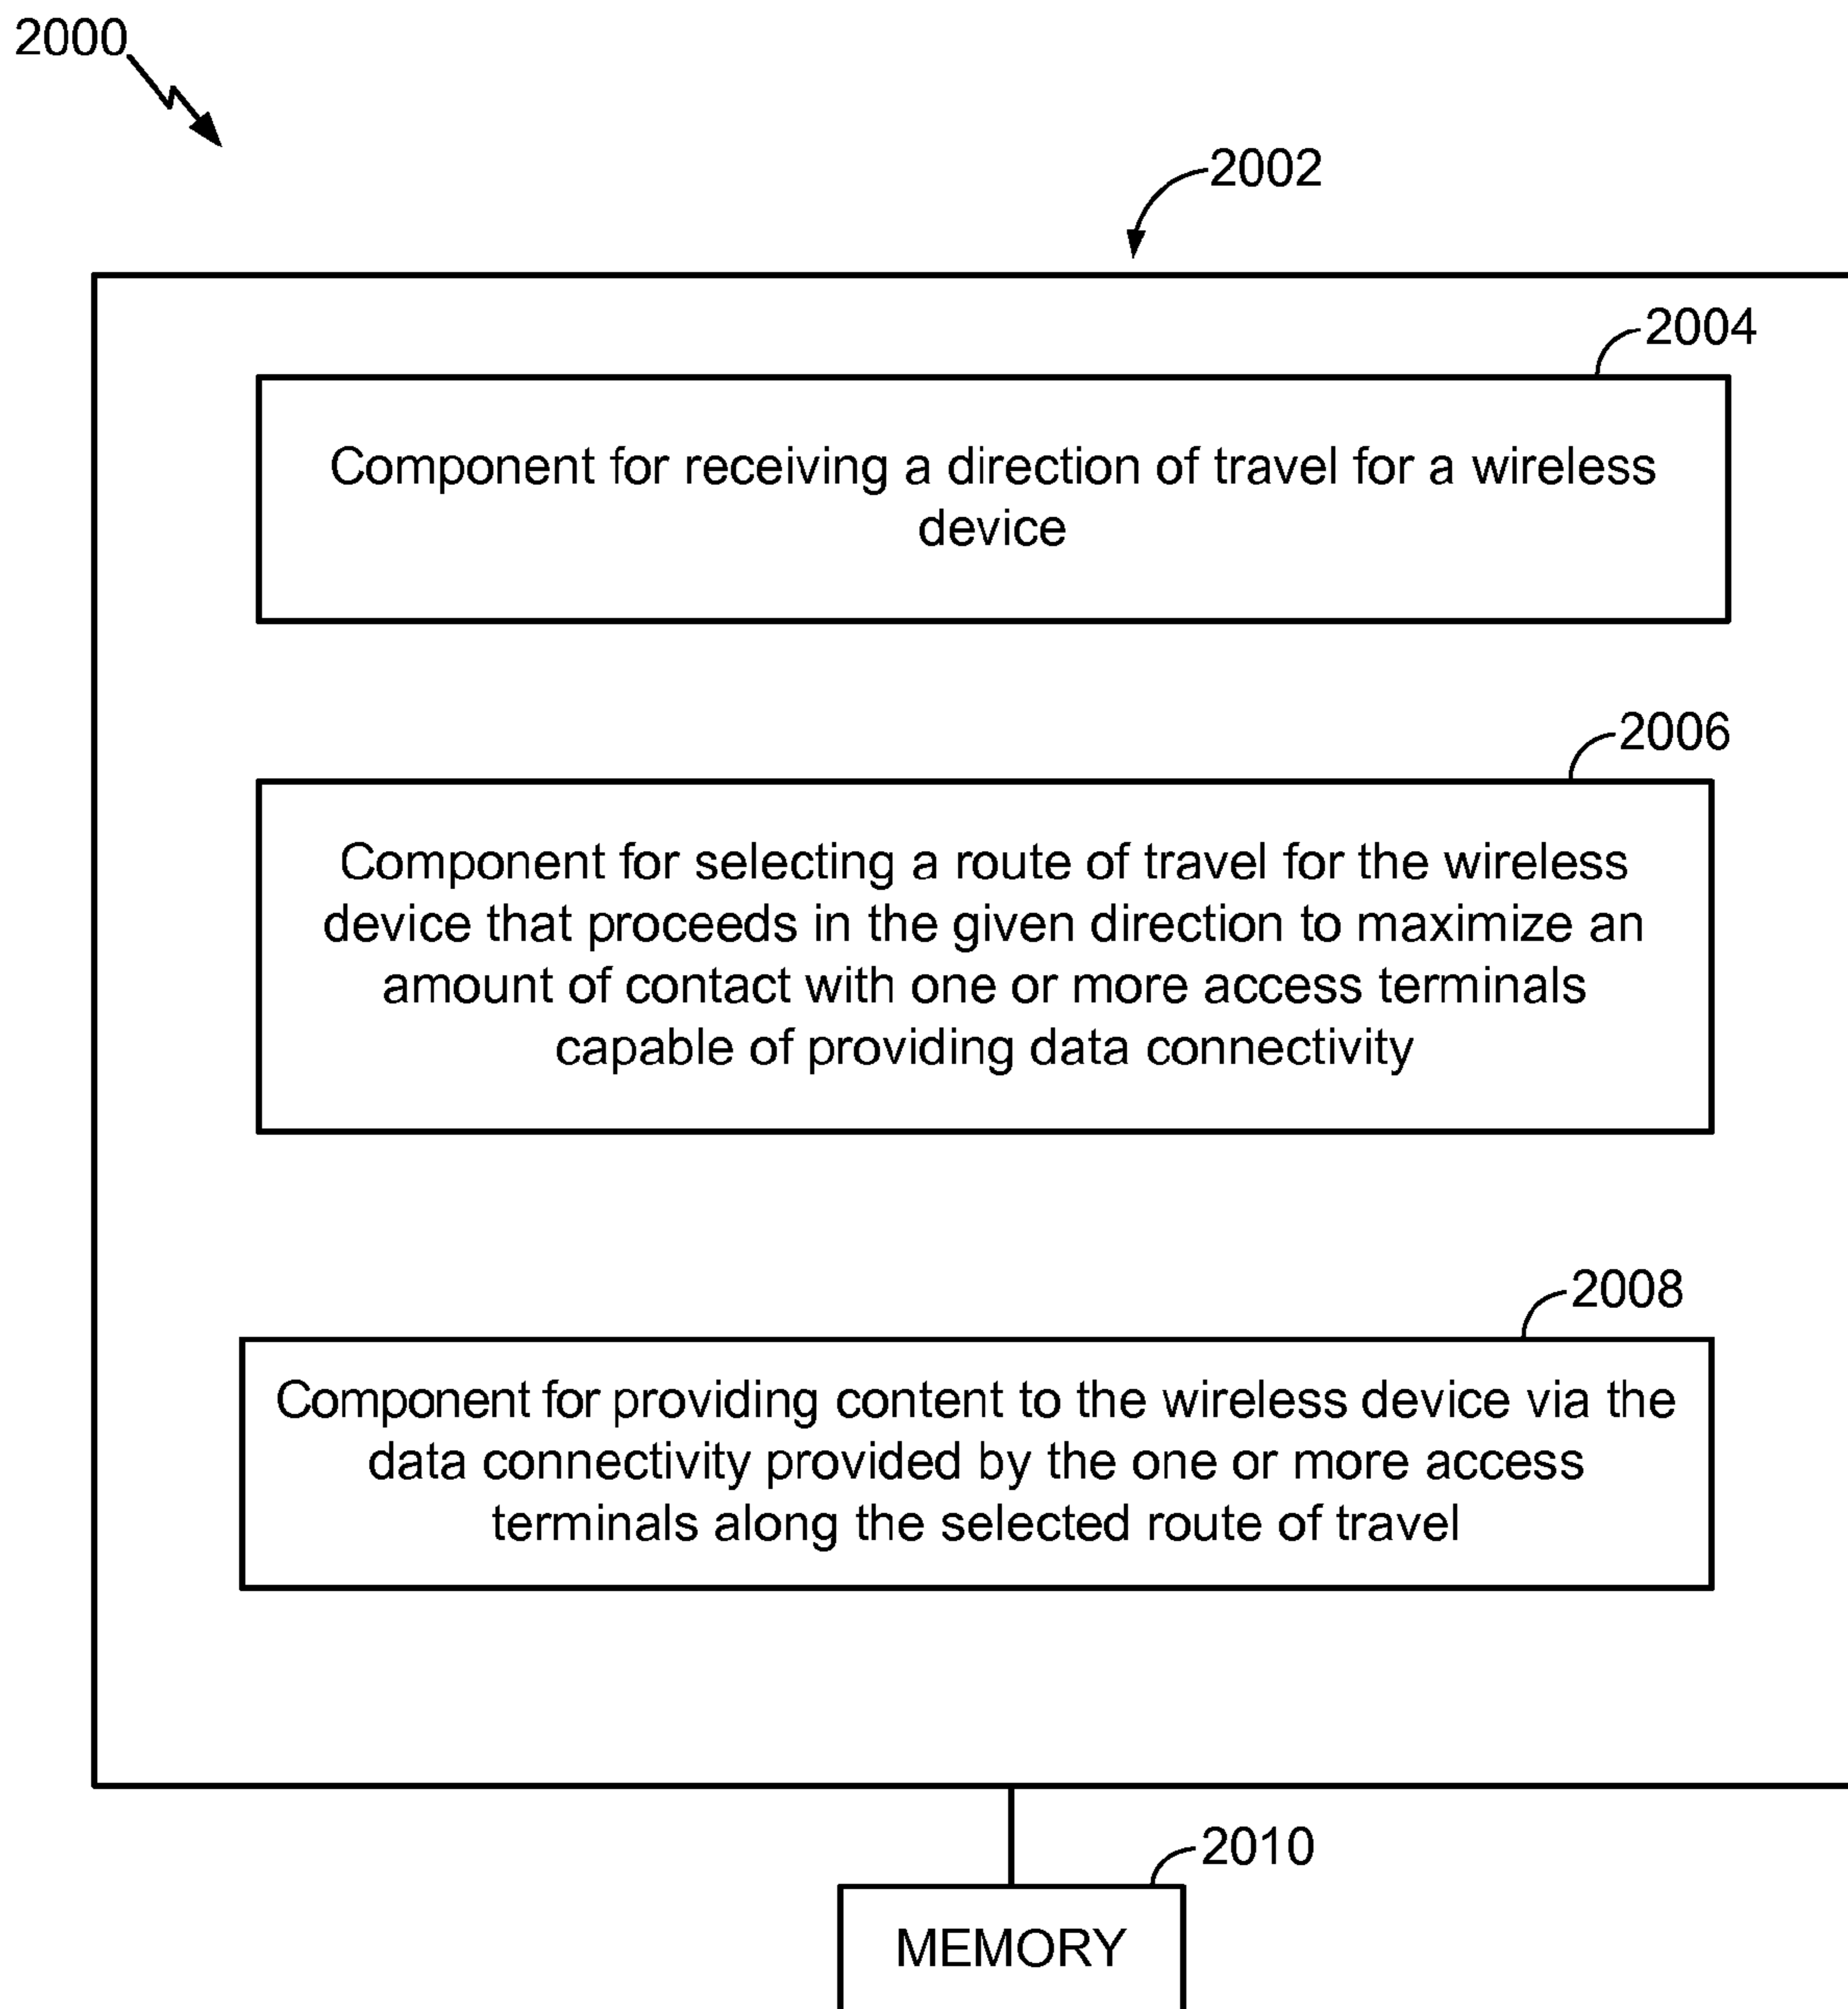 2000
2002
2004
Component for receiving a direction of travel for a wireless
device
2006
Component for selecting a route of travel for the wireless
device that proceeds in the given direction to maximize an
amount of contact with one or more access terminals
capable of providing data connectivity
2008
Component for providing content to the wireless device via the
data connectivity provided by the one or more access
terminals along the selected route of travel
2010
MEMORY